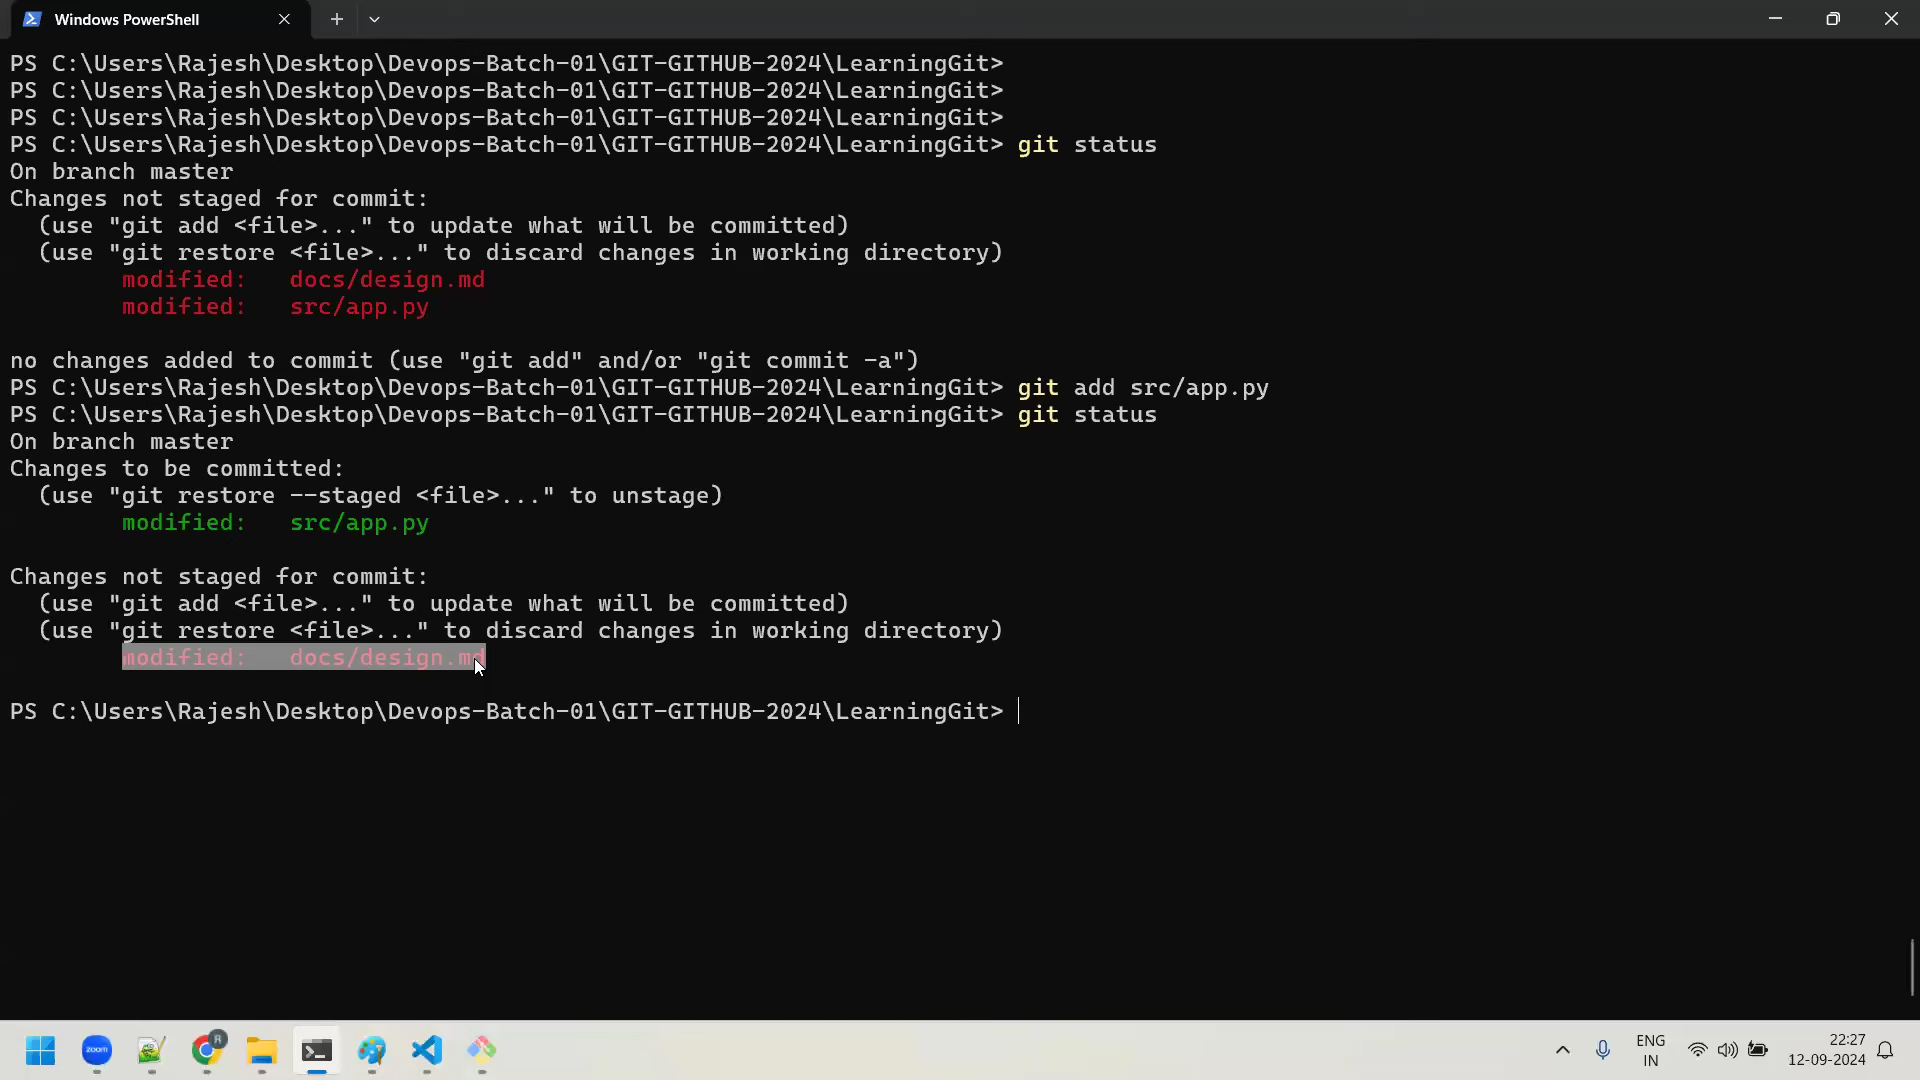 Windows PowerShell
PS C:\Users\Rajesh\Desktop\Devops-Batch-01\GIT-GITHUB-2024\LearningGit>
PS C:\Users\Rajesh\Desktop\Devops-Batch-01\GIT-GITHUB-2024\LearningGit>
PS C:\Users\Rajesh\Desktop\Devops-Batch-01\GIT-GITHUB-2024\LearningGit>
PS C:\Users\Rajesh\Desktop\Devops-Batch-01\GIT-GITHUB-2024\LearningGit> git status
On branch master
Changes not staged for commit:
  (use "git add <file>..." to update what will be committed)
  (use "git restore <file>..." to discard changes in working directory)
        modified:   docs/design.md
        modified:   src/app.py
no changes added to commit (use "git add" and/or "git commit -a")
PS C:\Users\Rajesh\Desktop\Devops-Batch-01\GIT-GITHUB-2024\LearningGit> git add src/app.py
PS C:\Users\Rajesh\Desktop\Devops-Batch-01\GIT-GITHUB-2024\LearningGit> git status
On branch master
Changes to be committed:
  (use "git restore --staged <file>..." to unstage)
        modified:   src/app.py
Changes not staged for commit:
  (use "git add <file>..." to update what will be committed)
  (use "git restore <file>..." to discard changes in working directory)
        modified:   docs/design.md
PS C:\Users\Rajesh\Desktop\Devops-Batch-01\GIT-GITHUB-2024\LearningGit>
zoom
R
ENG
IN
22:27
12-09-2024